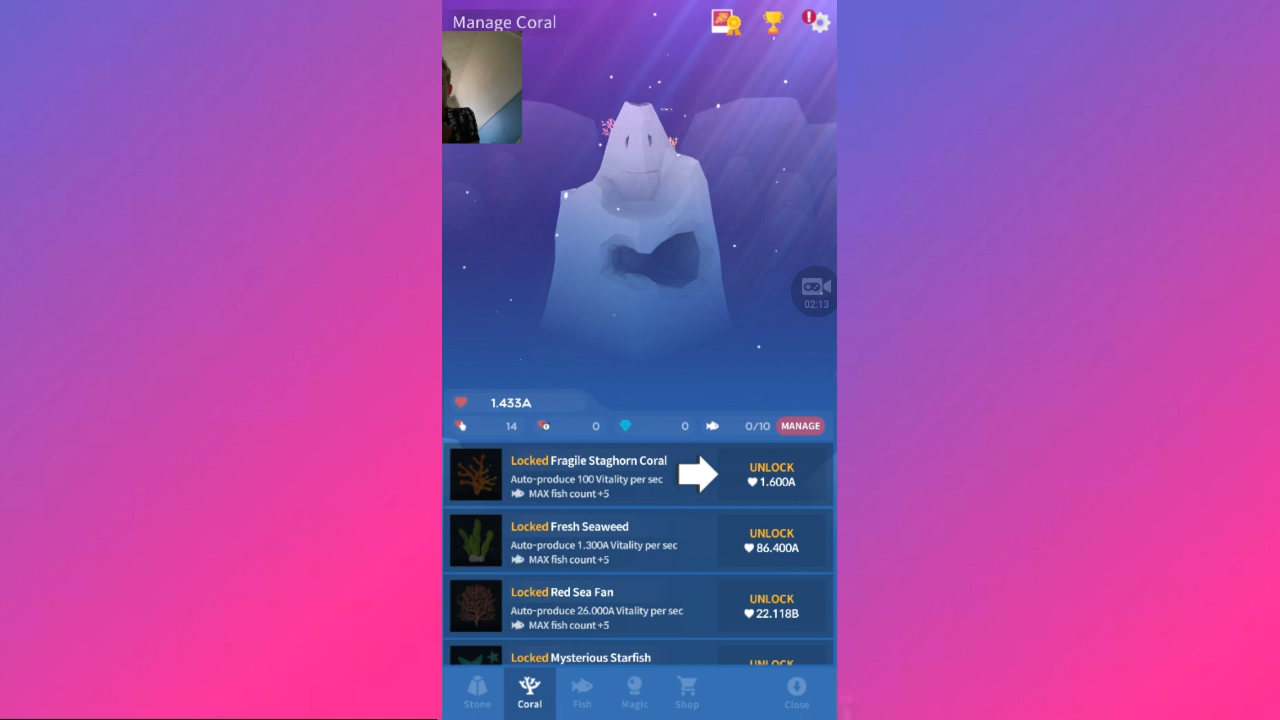 Manage Coral
02:13
1.433A
14 0 0 0/10 MANAGE
Locked Fragile Staghorn Coral
Auto-produce 100 Vitality per sec
MAX fish count +5
UNLOCK
1.600A
Locked Fresh Seaweed
Auto-produce 1.300A Vitality per sec
MAX fish count +5
UNLOCK
86.400A
Locked Red Sea Fan
Auto-produce 26.000A Vitality per sec
MAX fish count +5
UNLOCK
22.118B
Locked Mysterious Starfish
UNLOCK
Stone Coral Fish Magic Shop Close